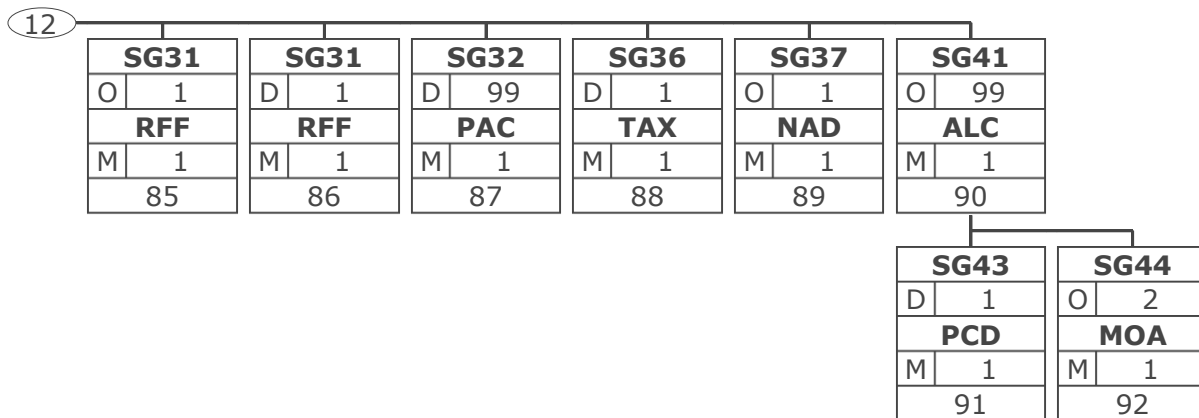 12
SG31 SG31 SG32 SG36 SG37 SG41
O 1 D 1 D 99 D 1 O 1 O 99
RFF RFF PAC TAX NAD ALC
M 1 M 1 M 1 M 1 M 1 M 1
85 86 87 88 89 90
SG43 SG44
D 1 O 2
PCD MOA
M 1 M 1
91 92